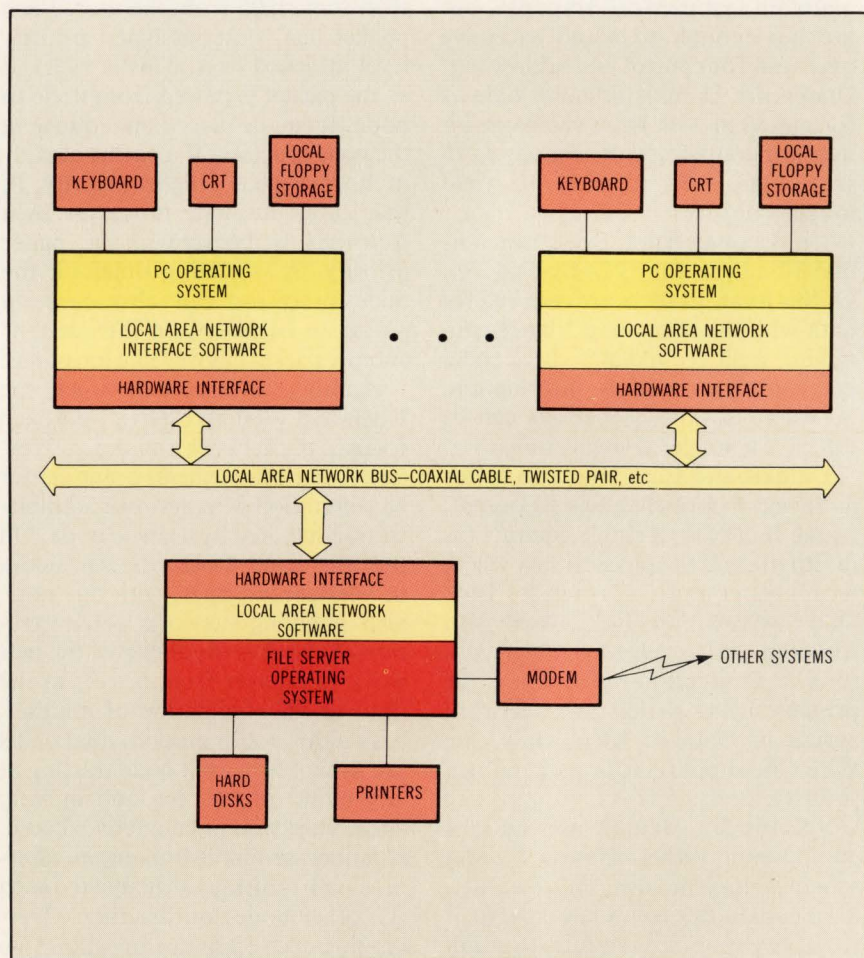 KEYBOARD
CRT
LOCAL
FLOPPY
STORAGE
PC OPERATING
SYSTEM
LOCAL AREA NETWORK
INTERFACE SOFTWARE
HARDWARE INTERFACE
• • •
KEYBOARD
CRT
LOCAL
FLOPPY
STORAGE
PC OPERATING
SYSTEM
LOCAL AREA NETWORK
SOFTWARE
HARDWARE INTERFACE
LOCAL AREA NETWORK BUS—COAXIAL CABLE, TWISTED PAIR, etc
HARDWARE INTERFACE
LOCAL AREA NETWORK
SOFTWARE
FILE SERVER
OPERATING
SYSTEM
MODEM
OTHER SYSTEMS
HARD
DISKS
PRINTERS